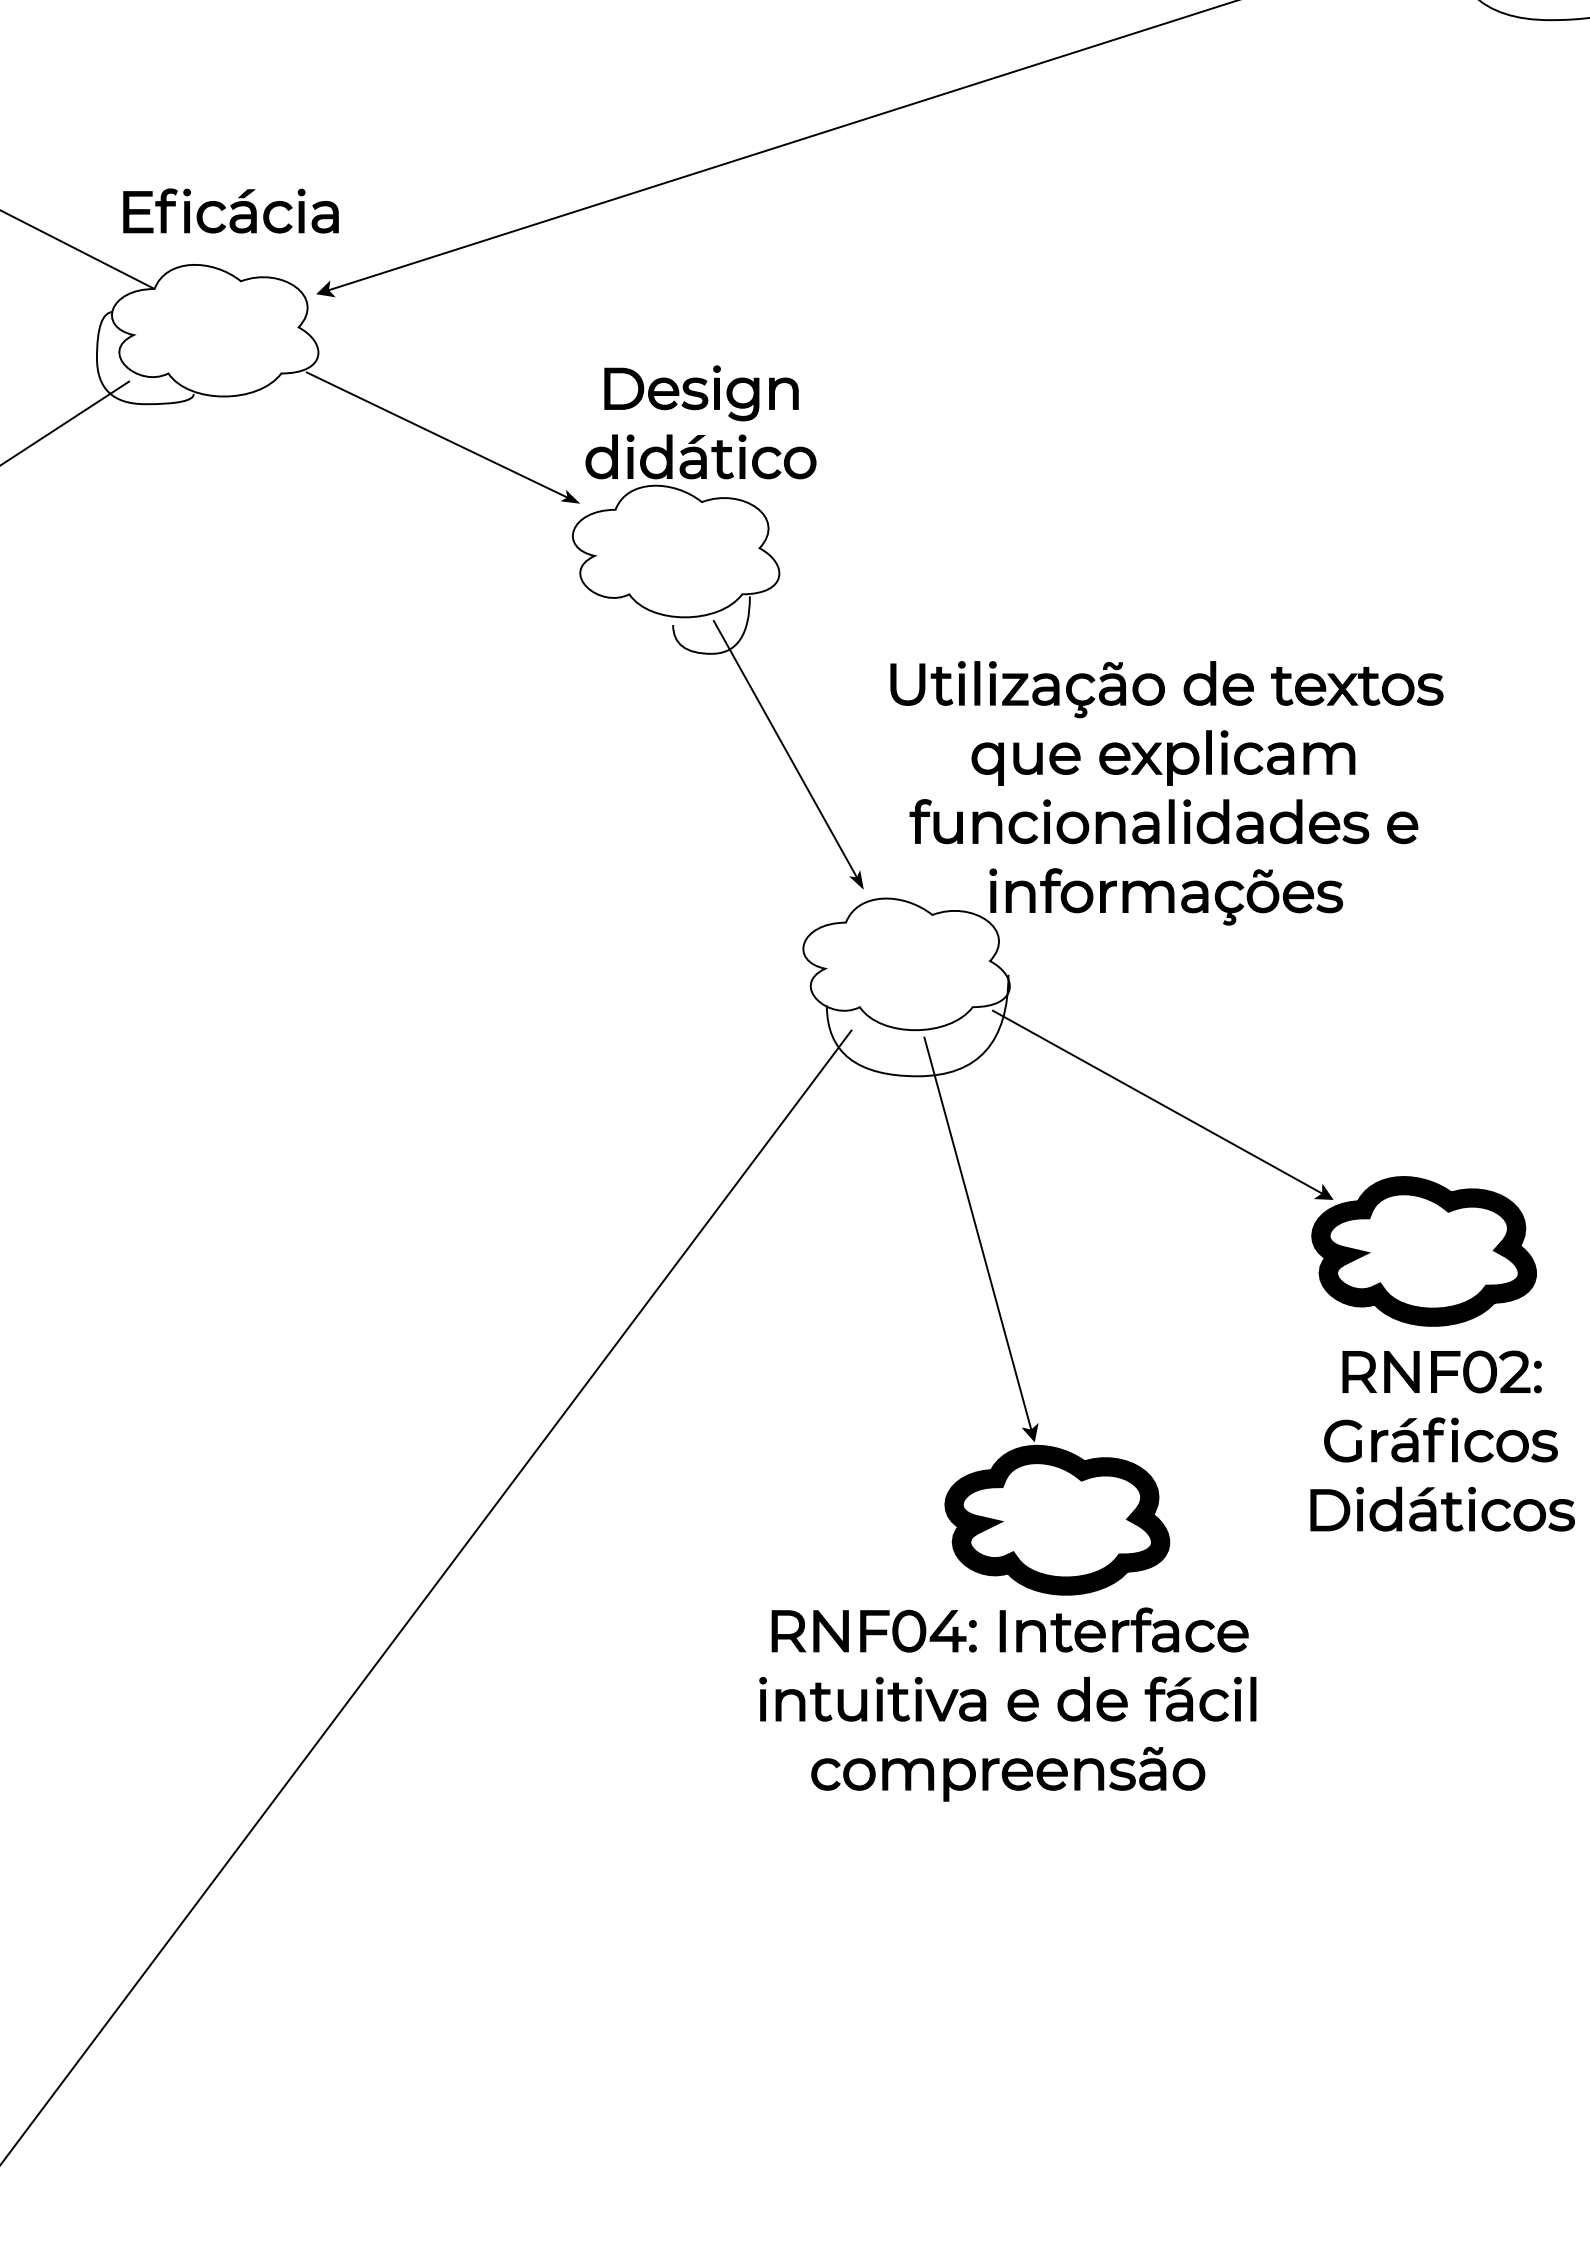 Eficácia
Design
didático
Utilização de textos
que explicam
funcionalidades e
informações
RNF02:
Gráficos
Didáticos
RNF04: Interface
intuitiva e de fácil
compreensão